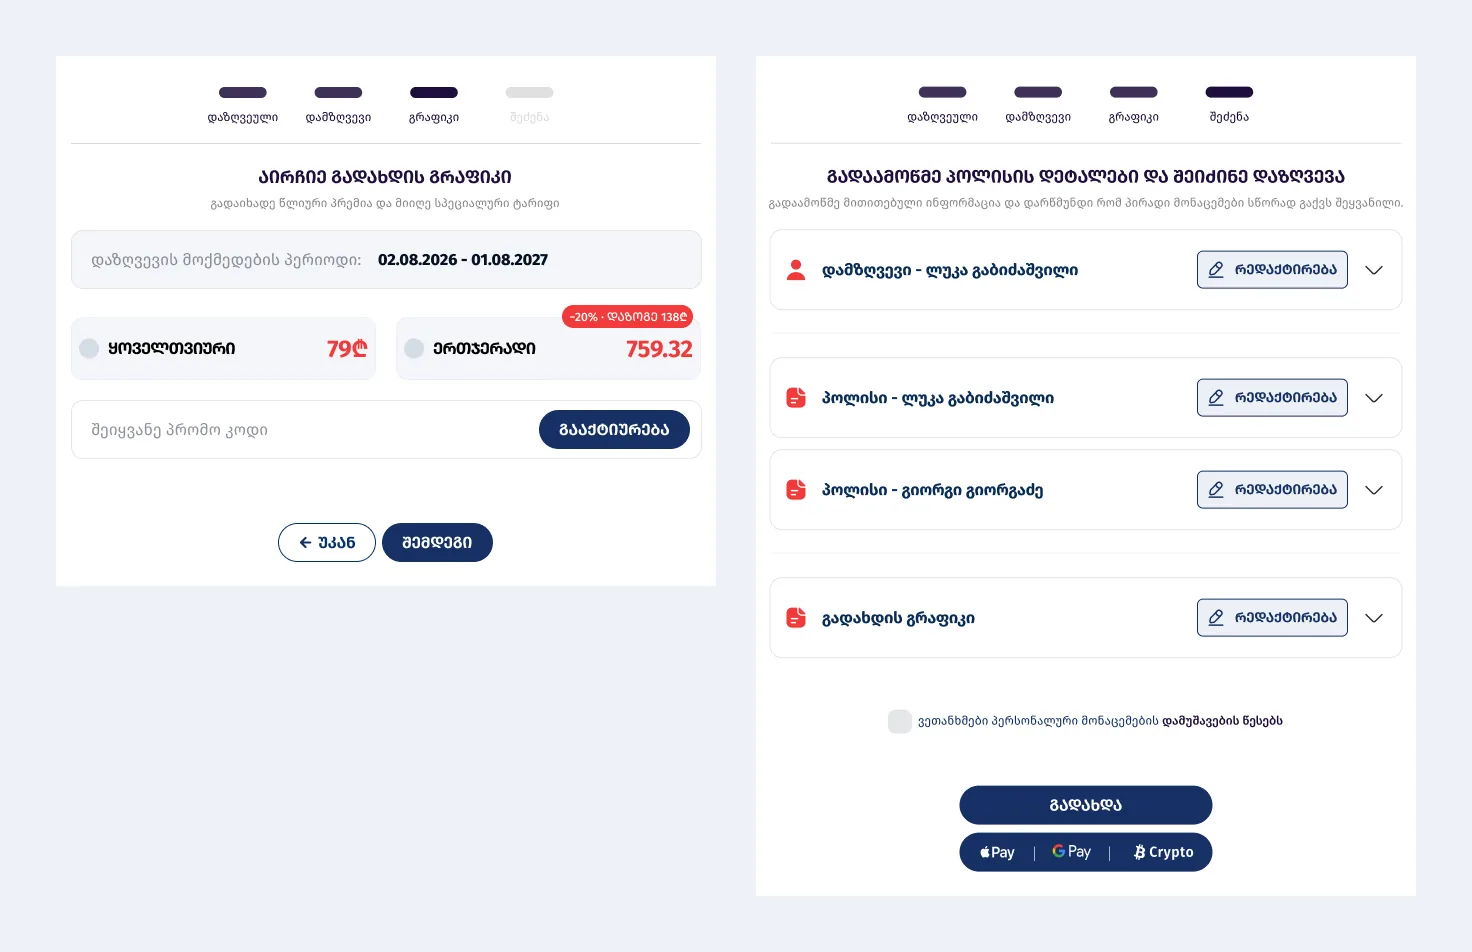 დაზღვეული
დამზღვევი
გრაფიკი
შეძენა
აირჩიე გადახდის გრაფიკი
გადაიხადე წლიური პრემია და მიიღე სპეციალური ტარიფი
დაზღვევის მოქმედების პერიოდი: 02.08.2026 - 01.08.2027
ყოველთვიური
79₾
-20% · დაზოგე 138₾
ერთჯერადი
759.32
შეიყვანე პრომო კოდი
გააქტიურება
← უკან
შემდეგი
დაზღვეული
დამზღვევი
გრაფიკი
შეძენა
გადაამოწმე პოლისის დეტალები და შეიძინე დაზღვევა
გადაამოწმე მითითებული ინფორმაცია და დარწმუნდი რომ პირადი მონაცემები სწორად გაქვს შეყვანილი.
დამზღვევი - ლუკა გაბიძაშვილი
რედაქტირება
პოლისი - ლუკა გაბიძაშვილი
რედაქტირება
პოლისი - გიორგი გიორგაძე
რედაქტირება
გადახდის გრაფიკი
რედაქტირება
ვეთანხმები პერსონალური მონაცემების დამუშავების წესებს
გადახდა
Pay | G Pay | Crypto